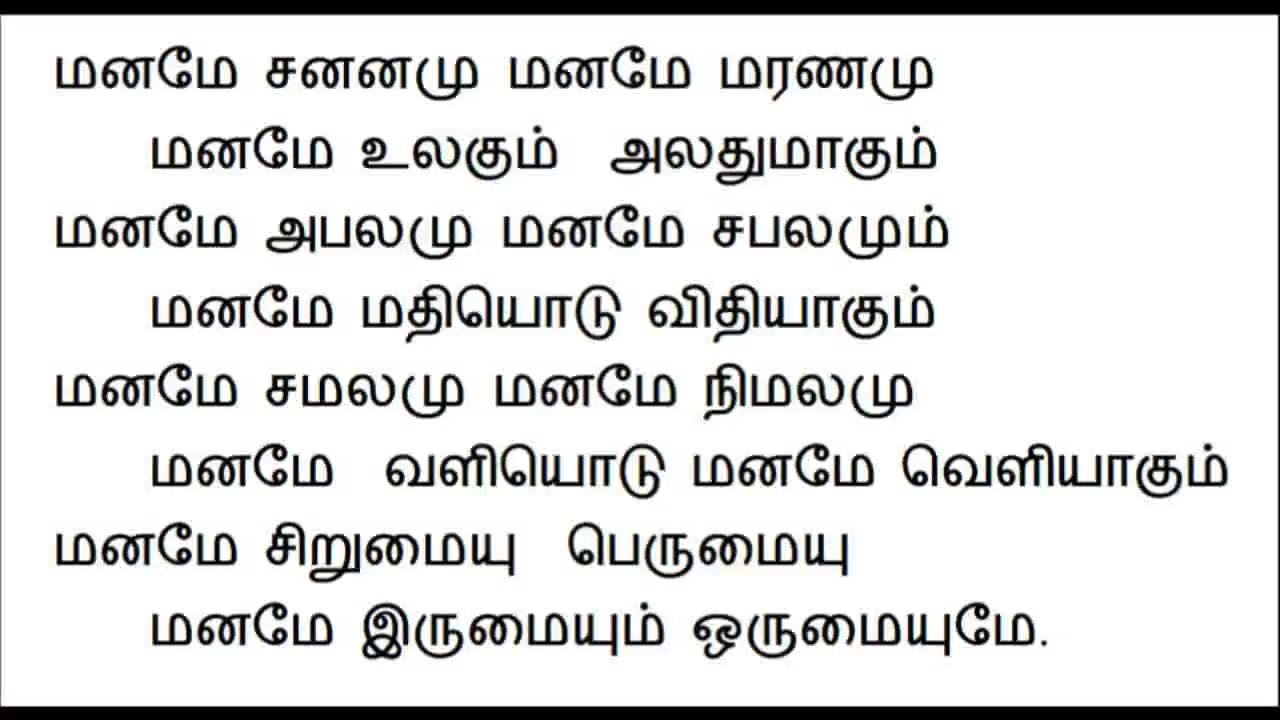 மனமே சனனமு மனமே மரணமு
மனமே உலகும் அலதுமாகும்
மனமே அபலமு மனமே சபலமும்
மனமே மதியொடு விதியாகும்
மனமே சமலமு மனமே நிமலமு
மனமே வளியொடு மனமே வெளியாகும்
மனமே சிறுமையு பெருமையு
மனமே இருமையும் ஒருமையுமே.